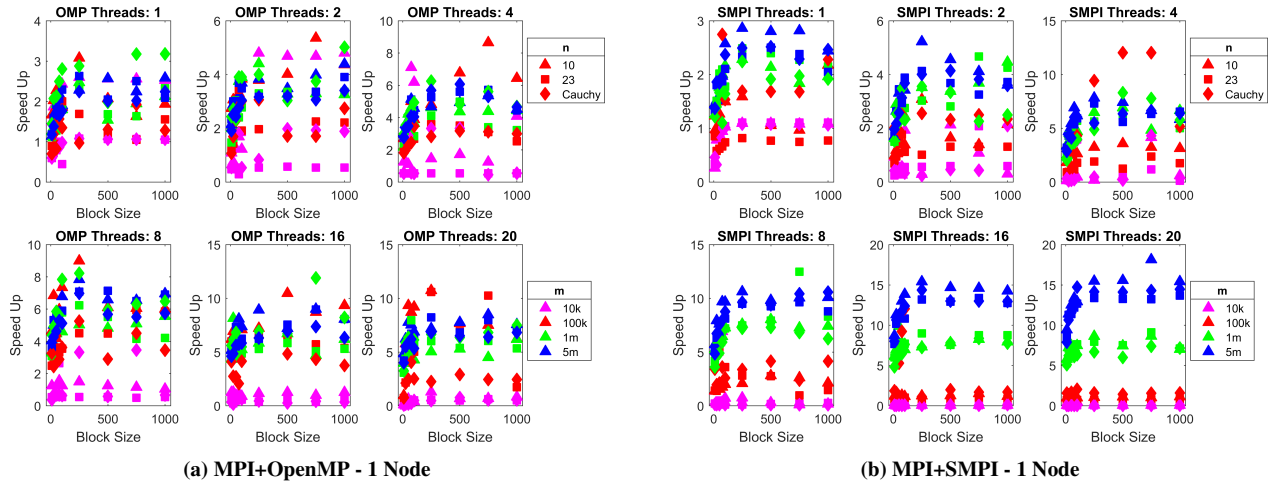 OMP Threads: 1
4
3
2
1
0
Speed Up
0 500 1000
Block Size
OMP Threads: 2
6
4
2
0
Speed Up
0 500 1000
Block Size
OMP Threads: 4
10
8
6
4
2
0
Speed Up
0 500 1000
Block Size
n
10
23
Cauchy
OMP Threads: 8
10
8
6
4
2
0
Speed Up
0 500 1000
Block Size
OMP Threads: 16
15
10
5
0
Speed Up
0 500 1000
Block Size
OMP Threads: 20
15
10
5
0
Speed Up
0 500 1000
Block Size
m
10k
100k
1m
5m
(a) MPI+OpenMP - 1 Node
SMPI Threads: 1
3
2
1
0
Speed Up
0 500 1000
Block Size
SMPI Threads: 2
6
4
2
0
Speed Up
0 500 1000
Block Size
SMPI Threads: 4
15
10
5
0
Speed Up
0 500 1000
Block Size
n
10
23
Cauchy
SMPI Threads: 8
15
10
5
0
Speed Up
0 500 1000
Block Size
SMPI Threads: 16
20
15
10
5
0
Speed Up
0 500 1000
Block Size
SMPI Threads: 20
20
15
10
5
0
Speed Up
0 500 1000
Block Size
m
10k
100k
1m
5m
(b) MPI+SMPI - 1 Node